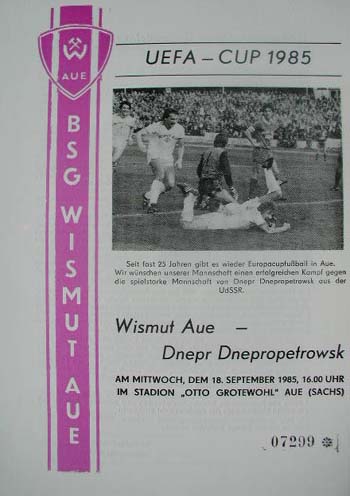 W
AUE
BSG WISMUT AUE
UEFA – CUP 1985
Seit fast 25 Jahren gibt es wieder Europacupfußball in Aue.
Wir wünschen unserer Mannschaft einen erfolgreichen Kampf gegen
die spielstarke Mannschaft von Dnepr Dnepropetrowsk aus der
UdSSR.
Wismut Aue –
Dnepr Dnepropetrowsk
AM MITTWOCH, DEM 18. SEPTEMBER 1985, 16.00 UHR
IM STADION „OTTO GROTEWOHL" AUE (SACHS)
07299 ※